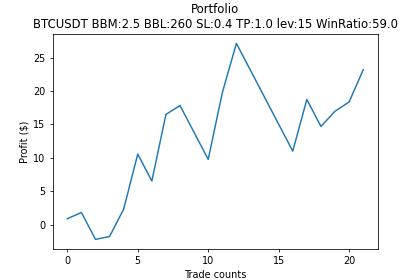 Portfolio
BTCUSDT BBM:2.5 BBL:260 SL:0.4 TP:1.0 lev:15 WinRatio:59.0
25
20
15
10
5
0
Profit ($)
0 5 10 15 20
Trade counts